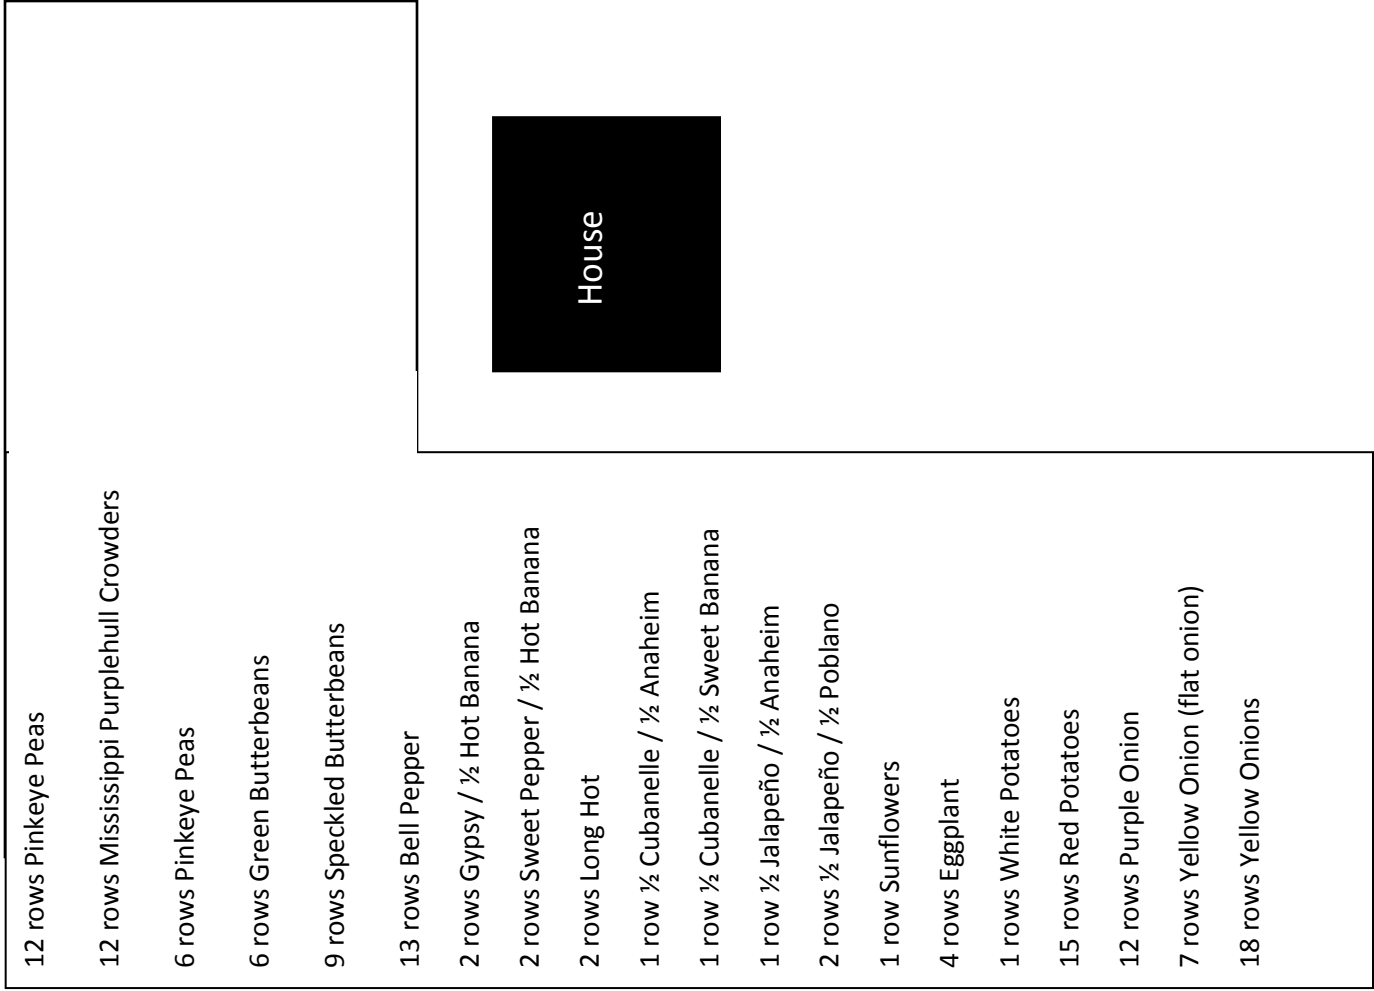 House
12 rows Pinkeye Peas
12 rows Mississippi Purplehull Crowders
6 rows Pinkeye Peas
6 rows Green Butterbeans
9 rows Speckled Butterbeans
13 rows Bell Pepper
2 rows Gypsy / ½ Hot Banana
2 rows Sweet Pepper / ½ Hot Banana
2 rows Long Hot
1 row ½ Cubanelle / ½ Anaheim
1 row ½ Cubanelle / ½ Sweet Banana
1 row ½ Jalapeño / ½ Anaheim
2 rows ½ Jalapeño / ½ Poblano
1 row Sunflowers
4 rows Eggplant
1 rows White Potatoes
15 rows Red Potatoes
12 rows Purple Onion
7 rows Yellow Onion (flat onion)
18 rows Yellow Onions